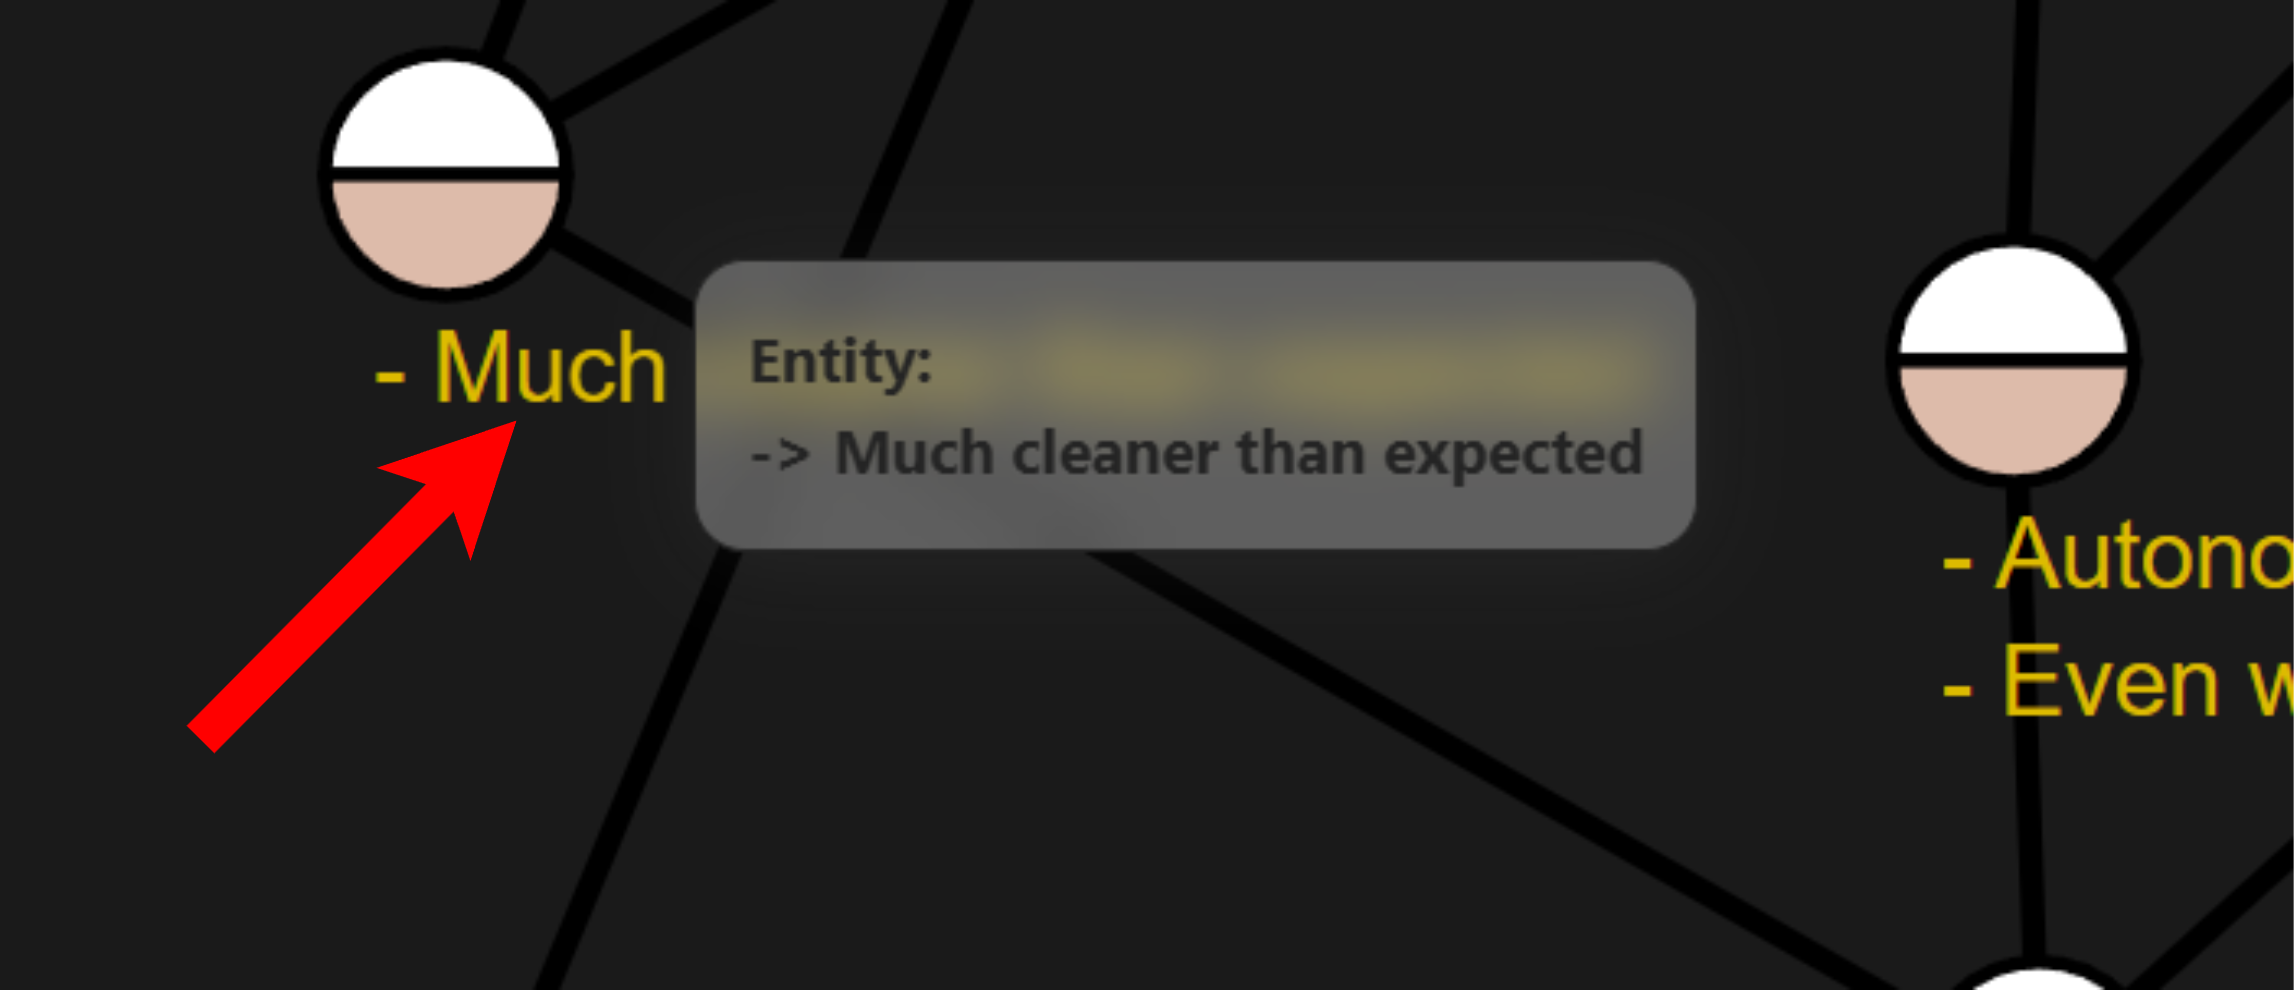 - Much
Entity:
-> Much cleaner than expected
- Autono
- Even w